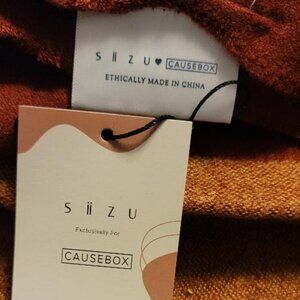 SiiZU♥ CAUSEBOX
ETHICALLY MADE IN CHINA
SiiZU
Exclusively For
CAUSEBOX